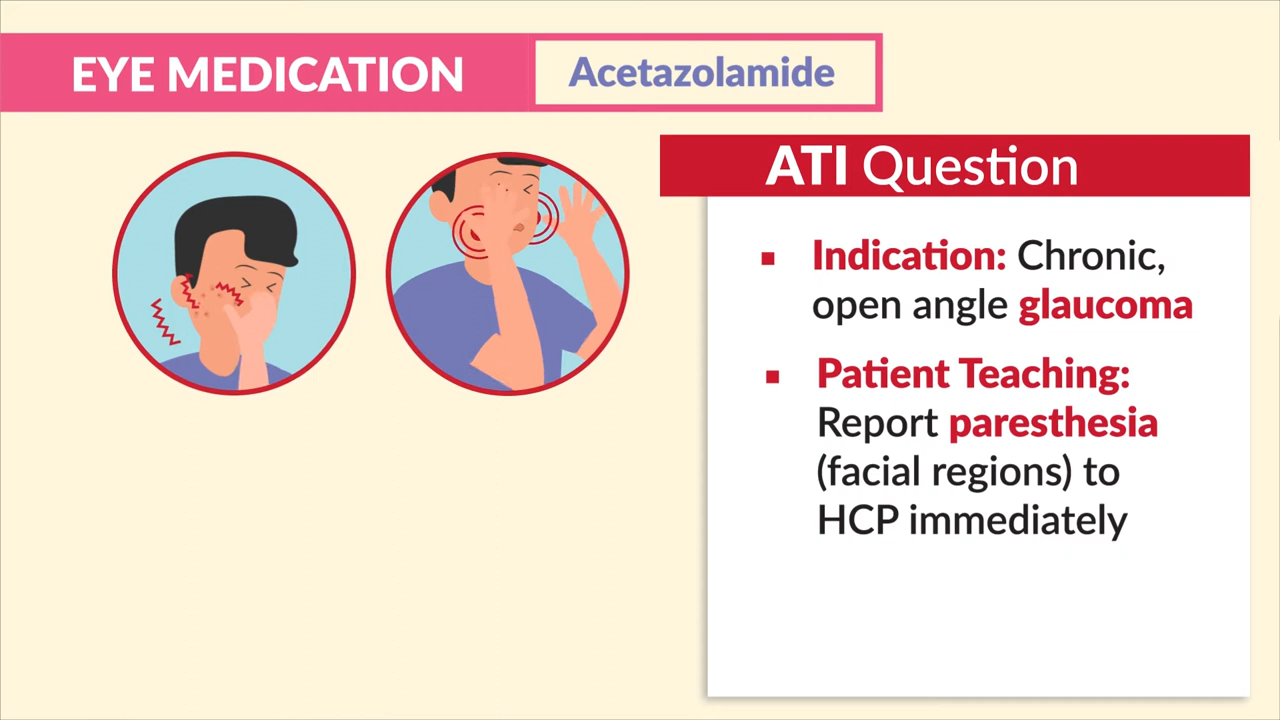 EYE MEDICATION
Acetazolamide
ATI Question
▪ Indication: Chronic,
open angle glaucoma
▪ Patient Teaching:
Report paresthesia
(facial regions) to
HCP immediately